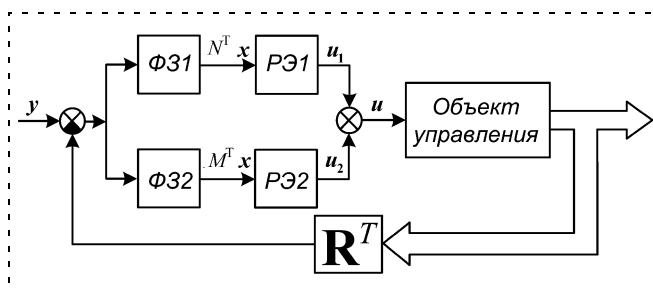 y
ФЗ1
N^T x
РЭ1
u₁
ФЗ2
M^T x
РЭ2
u₂
u
Объект
управления
R^T